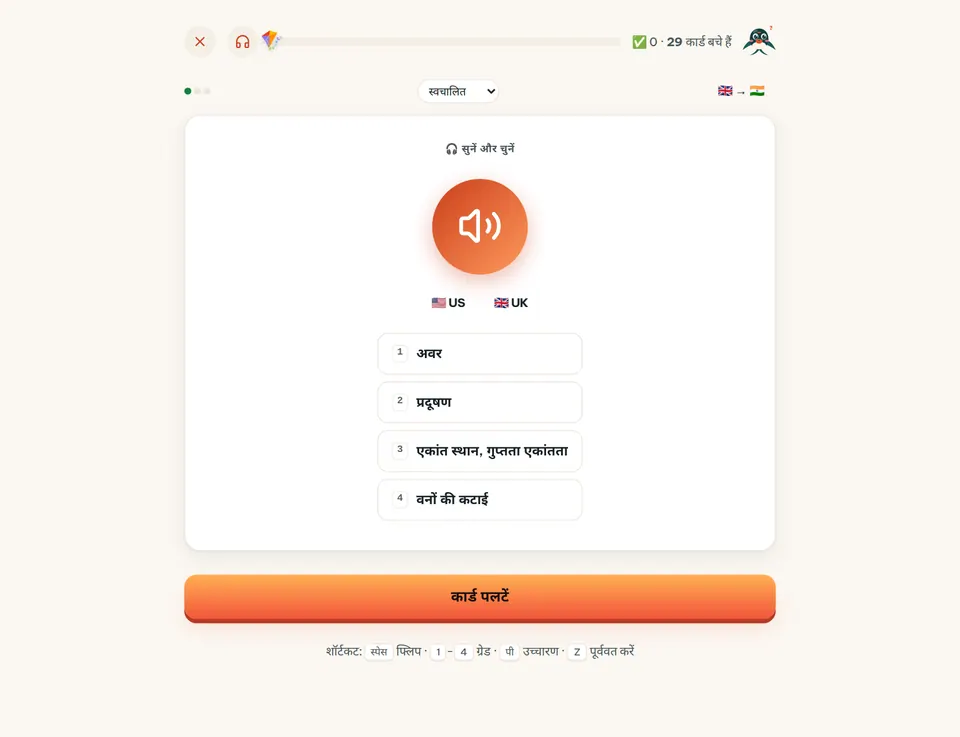 ✅ 0 · 29 कार्ड बचे हैं
स्वचालित
🇬🇧 → 🇮🇳
🎧 सुनें और चुनें
🇺🇸 US 🇬🇧 UK
1 अवर
2 प्रदूषण
3 एकांत स्थान, गुप्तता एकांतता
4 वनों की कटाई
कार्ड पलटें
शॉर्टकट: स्पेस फ्लिप · 1 – 4 ग्रेड · पी उच्चारण · Z पूर्ववत करें